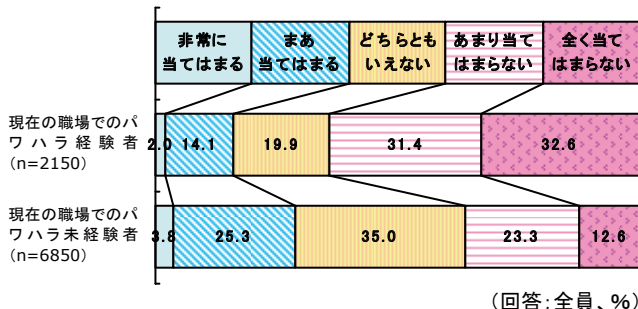 非常に 当てはまる
まあ 当てはまる
どちらとも いえない
あまり当て はまらない
全く当て はまらない
現在の職場でのパ
ワハラ経験者
(n=2150)
2.0 14.1 19.9 31.4 32.6
現在の職場でのパ
ワハラ未経験者
(n=6850)
3.8 25.3 35.0 23.3 12.6
(回答:全員、%)